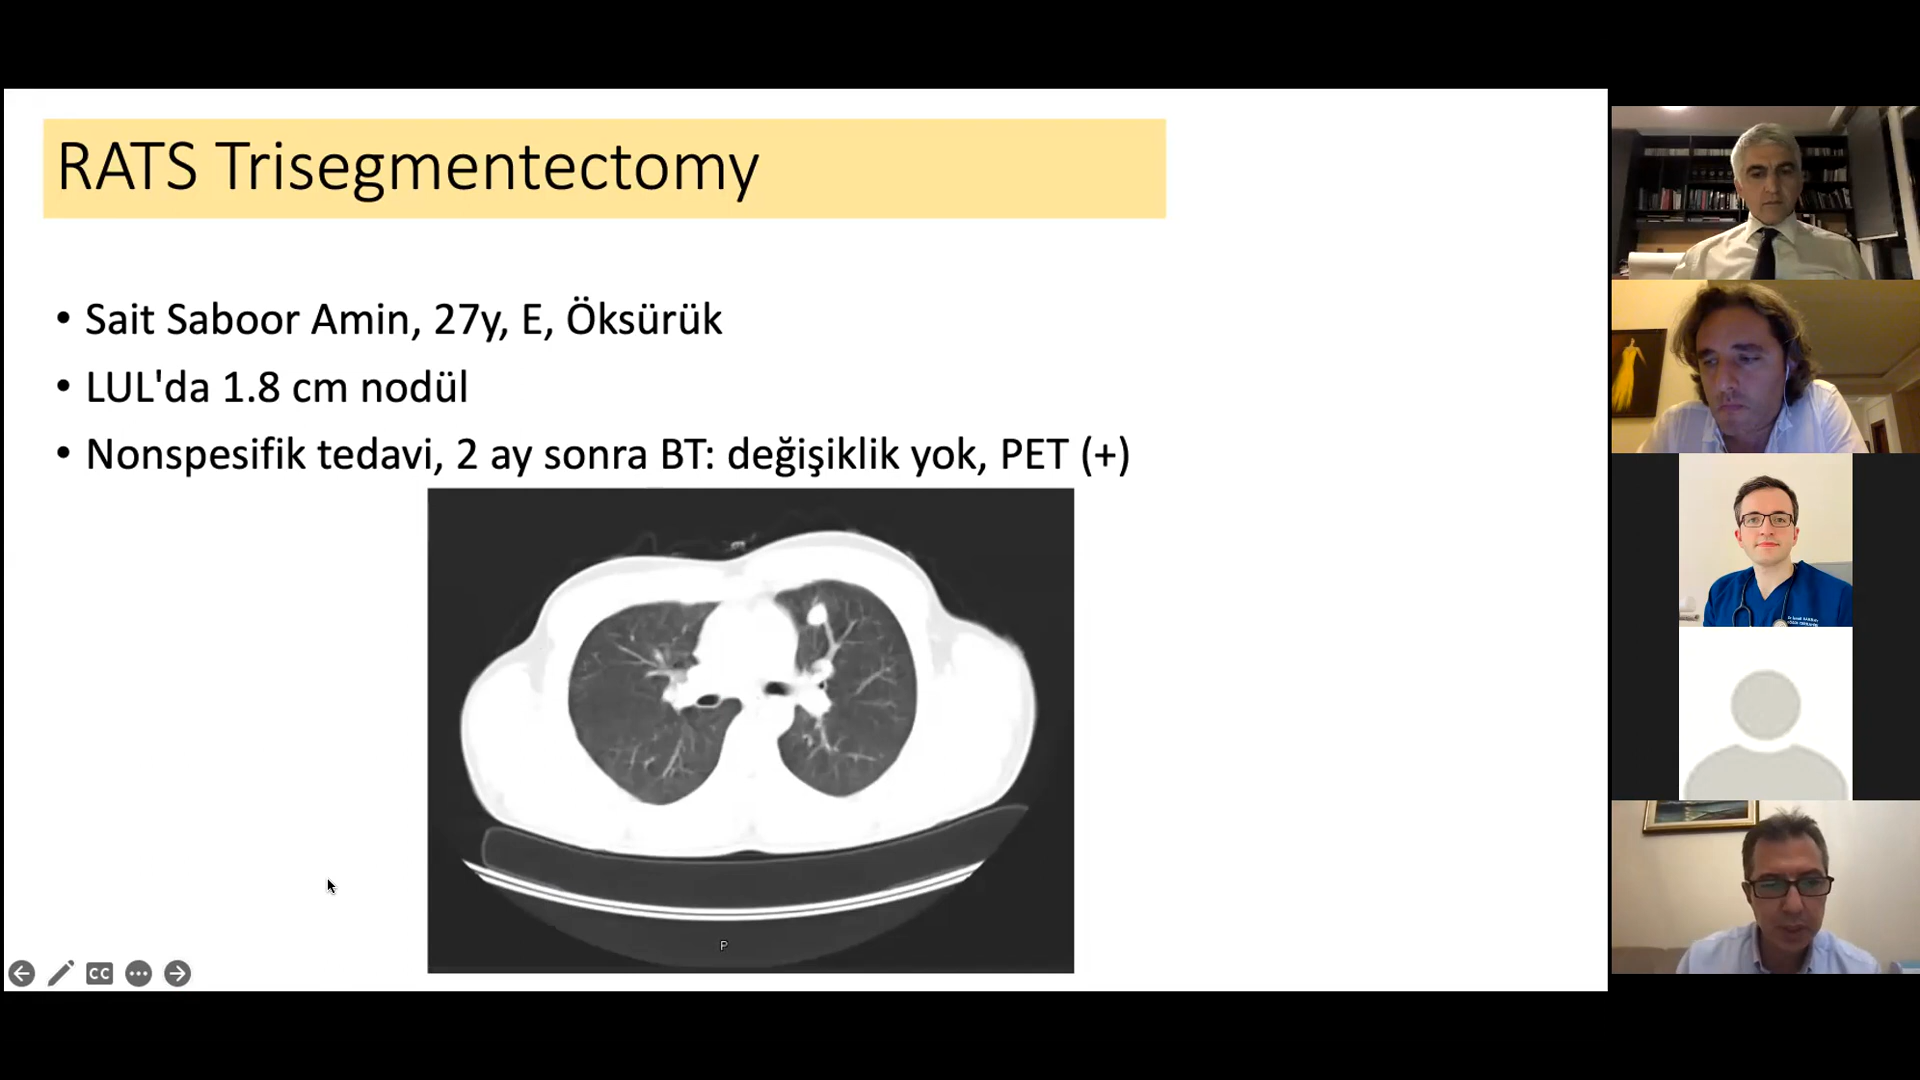 RATS Trisegmentectomy
• Sait Saboor Amin, 27y, E, Öksürük
• LUL'da 1.8 cm nodül
• Nonspesifik tedavi, 2 ay sonra BT: değişiklik yok, PET (+)
P
CC